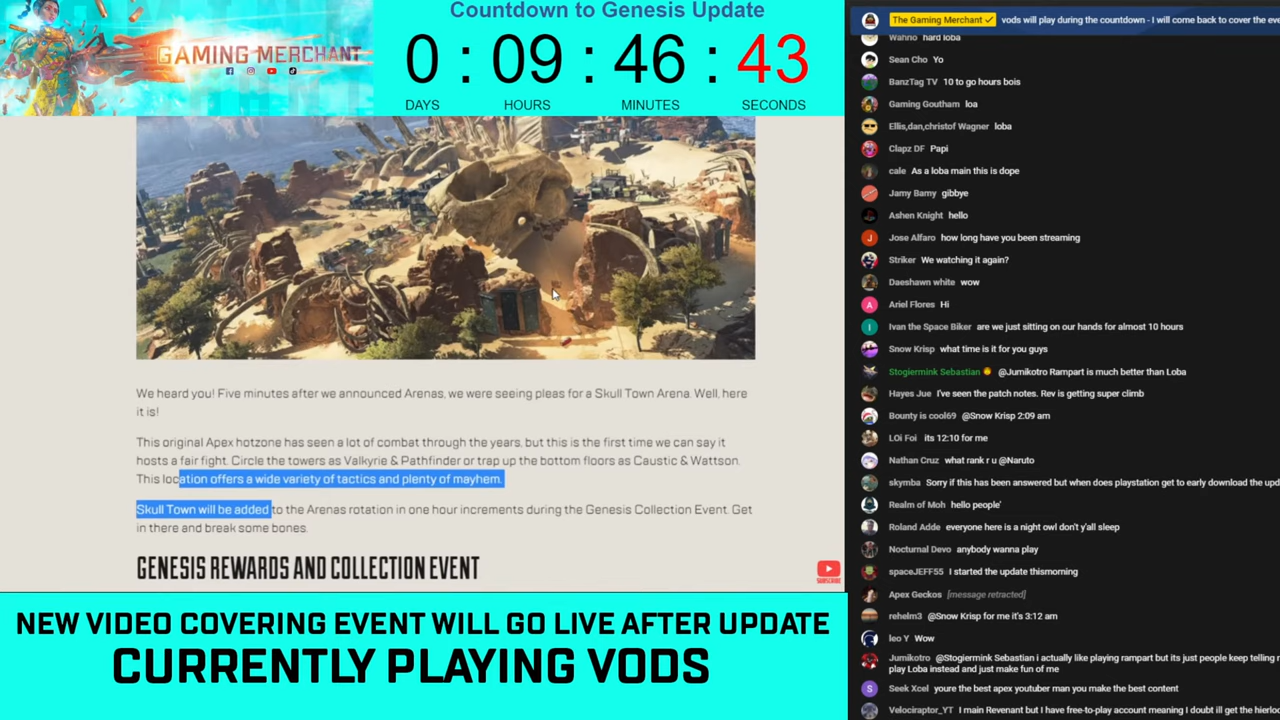 Countdown to Genesis Update
GAMING MERCHANT
0 : 09 : 46 : 43
DAYS HOURS MINUTES SECONDS
We heard you! Five minutes after we announced Arenas, we were seeing pleas for a Skull Town Arena. Well, here
it is!
This original Apex hotzone has seen a lot of combat through the years, but this is the first time we can say it
hosts a fair fight. Circle the towers as Valkyrie & Pathfinder or trap up the bottom floors as Caustic & Wattson.
This location offers a wide variety of tactics and plenty of mayhem.
Skull Town will be added to the Arenas rotation in one hour increments during the Genesis Collection Event. Get
in there and break some bones.
GENESIS REWARDS AND COLLECTION EVENT
SUBSCRIBE
NEW VIDEO COVERING EVENT WILL GO LIVE AFTER UPDATE
CURRENTLY PLAYING VODS
The Gaming Merchant vods will play during the countdown - I will come back to cover the eve
Wahno hard loba
Sean Cho Yo
BanzTag TV 10 to go hours bois
Gaming Goutham loa
Ellis,dan,christof Wagner loba
Clapz DF Papi
cale As a loba main this is dope
Jamy Bamy gibbye
Ashen Knight hello
J Jose Alfaro how long have you been streaming
Striker We watching it again?
Daeshawn white wow
A Ariel Flores Hi
I Ivan the Space Biker are we just sitting on our hands for almost 10 hours
Snow Krisp what time is it for you guys
Stogiermink Sebastian @Jumikotro Rampart is much better than Loba
Hayes Jue I've seen the patch notes. Rev is getting super climb
Bounty is cool69 @Snow Krisp 2:09 am
LOi Foi its 12:10 for me
Nathan Cruz what rank r u @Naruto
skymba Sorry if this has been answered but when does playstation get to early download the upd
Realm of Moh hello people'
Roland Adde everyone here is a night owl don't y'all sleep
Nocturnal Devo anybody wanna play
spaceJEFF55 I started the update thismorning
Apex Geckos [message retracted]
rehelm3 @Snow Krisp for me it's 3:12 am
leo Y Wow
Jumikotro @Stogiermink Sebastian i actually like playing rampart but its just people keep telling
play Loba instead and just make fun of me
S Seek Xcel youre the best apex youtuber man you make the best content
Velociraptor_YT I main Revenant but I have free-to-play account meaning I doubt ill get the hierlo